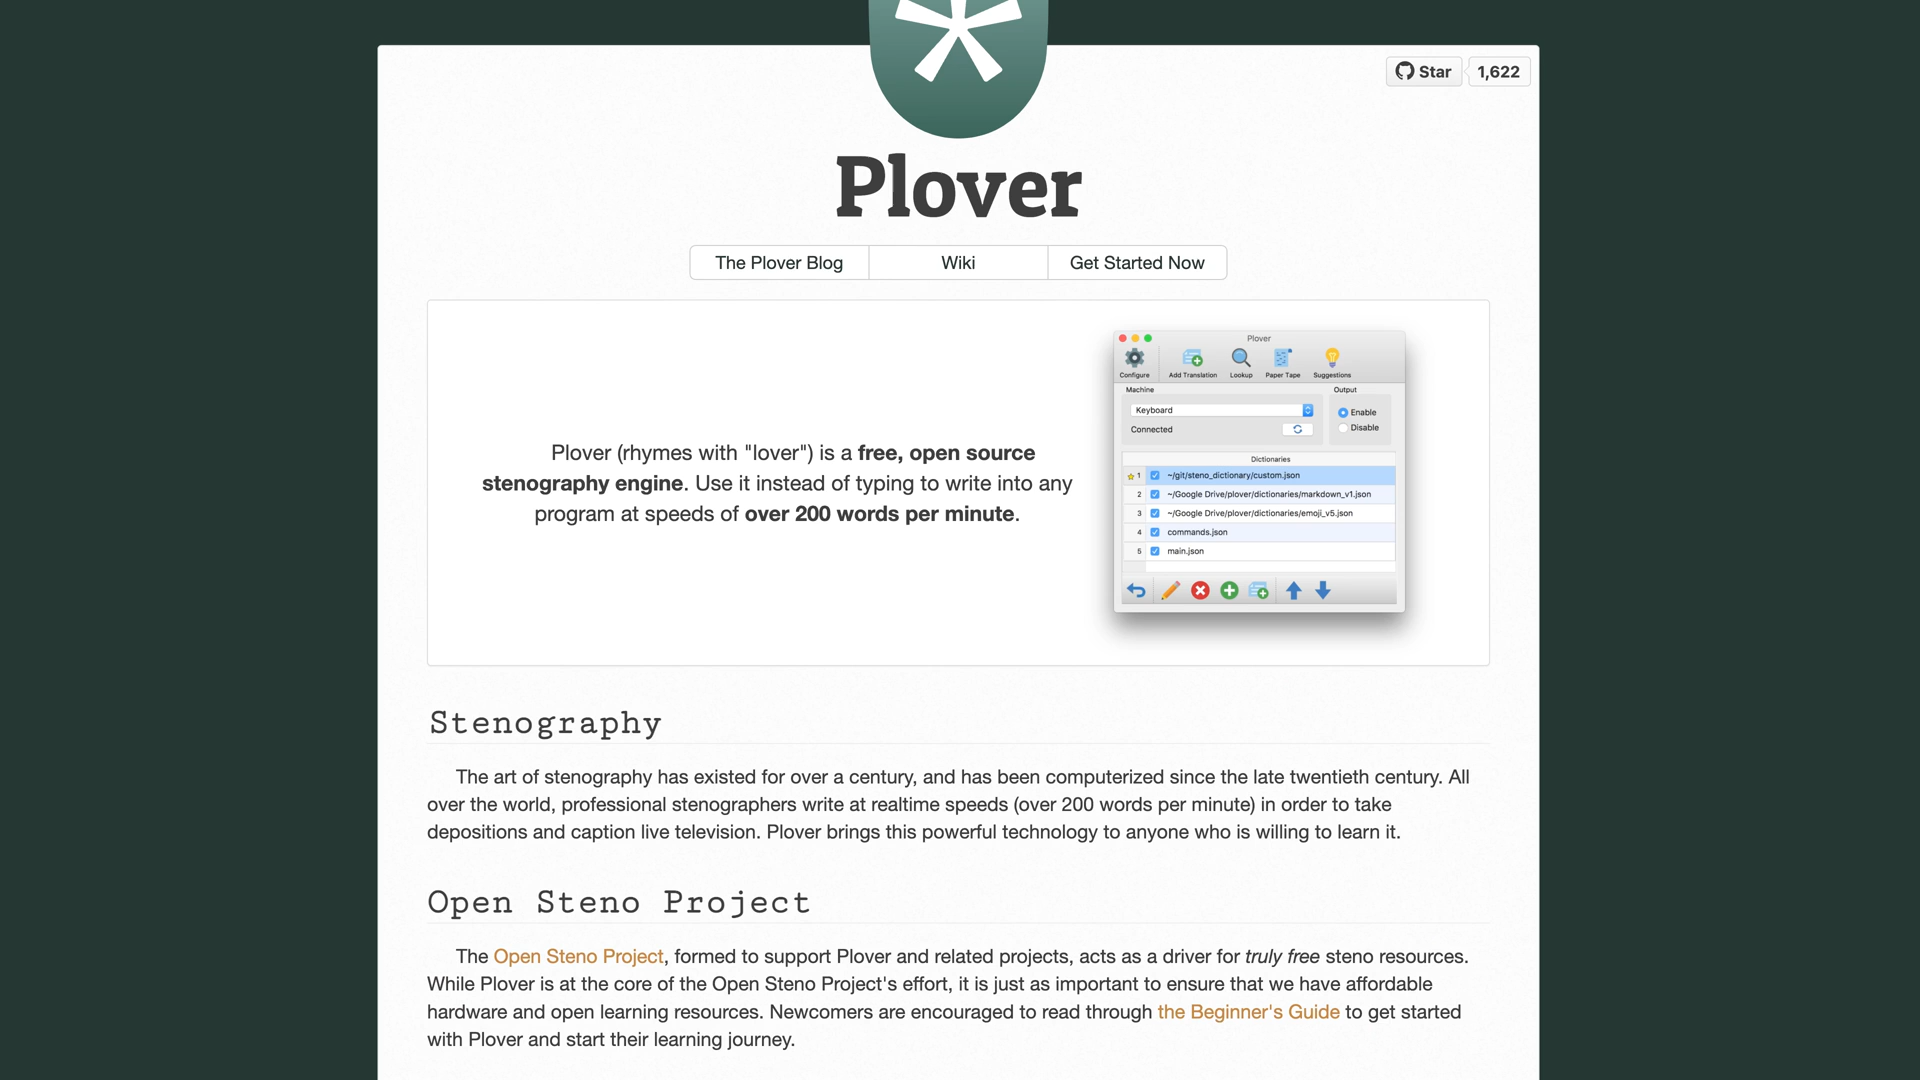 Star 1,622
Plover
The Plover Blog Wiki Get Started Now
Plover (rhymes with "lover") is a free, open source
stenography engine. Use it instead of typing to write into any
program at speeds of over 200 words per minute.
Plover
Configure Add Translation Lookup Paper Tape Suggestions
Machine Output
Keyboard Enable
Connected Disable
Dictionaries
1 ~/git/steno_dictionary/custom.json
2 ~/Google Drive/plover/dictionaries/markdown_v1.json
3 ~/Google Drive/plover/dictionaries/emoji_v5.json
4 commands.json
5 main.json
Stenography
The art of stenography has existed for over a century, and has been computerized since the late twentieth century. All
over the world, professional stenographers write at realtime speeds (over 200 words per minute) in order to take
depositions and caption live television. Plover brings this powerful technology to anyone who is willing to learn it.
Open Steno Project
The Open Steno Project, formed to support Plover and related projects, acts as a driver for truly free steno resources.
While Plover is at the core of the Open Steno Project's effort, it is just as important to ensure that we have affordable
hardware and open learning resources. Newcomers are encouraged to read through the Beginner's Guide to get started
with Plover and start their learning journey.